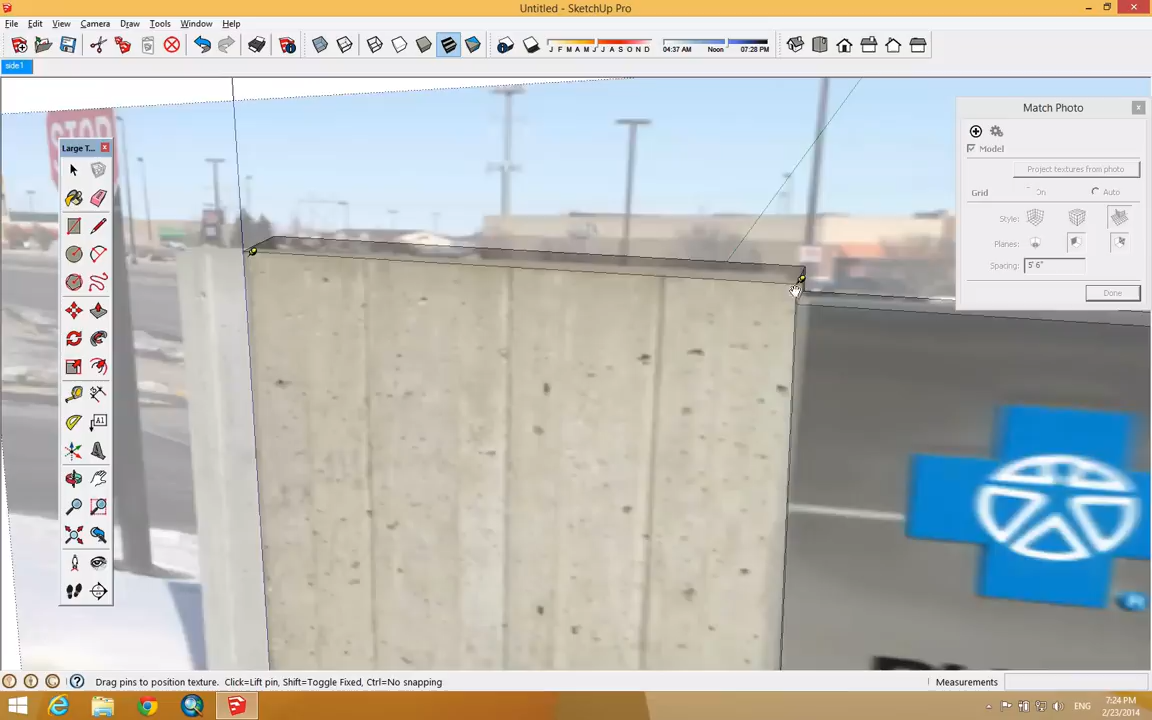 Untitled - SketchUp Pro
File Edit View Camera Draw Tools Window Help
J F M A M J J A S O N D
04:37 AM Noon 07:28 PM
side1
STOP
Large T...
A1
Match Photo
Model
Project textures from photo
Grid On Auto
Style:
Planes:
Spacing: 5' 6"
Done
Drag pins to position texture. Click=Lift pin, Shift=Toggle Fixed, Ctrl=No snapping
Measurements
ENG
7:24 PM
2/23/2014